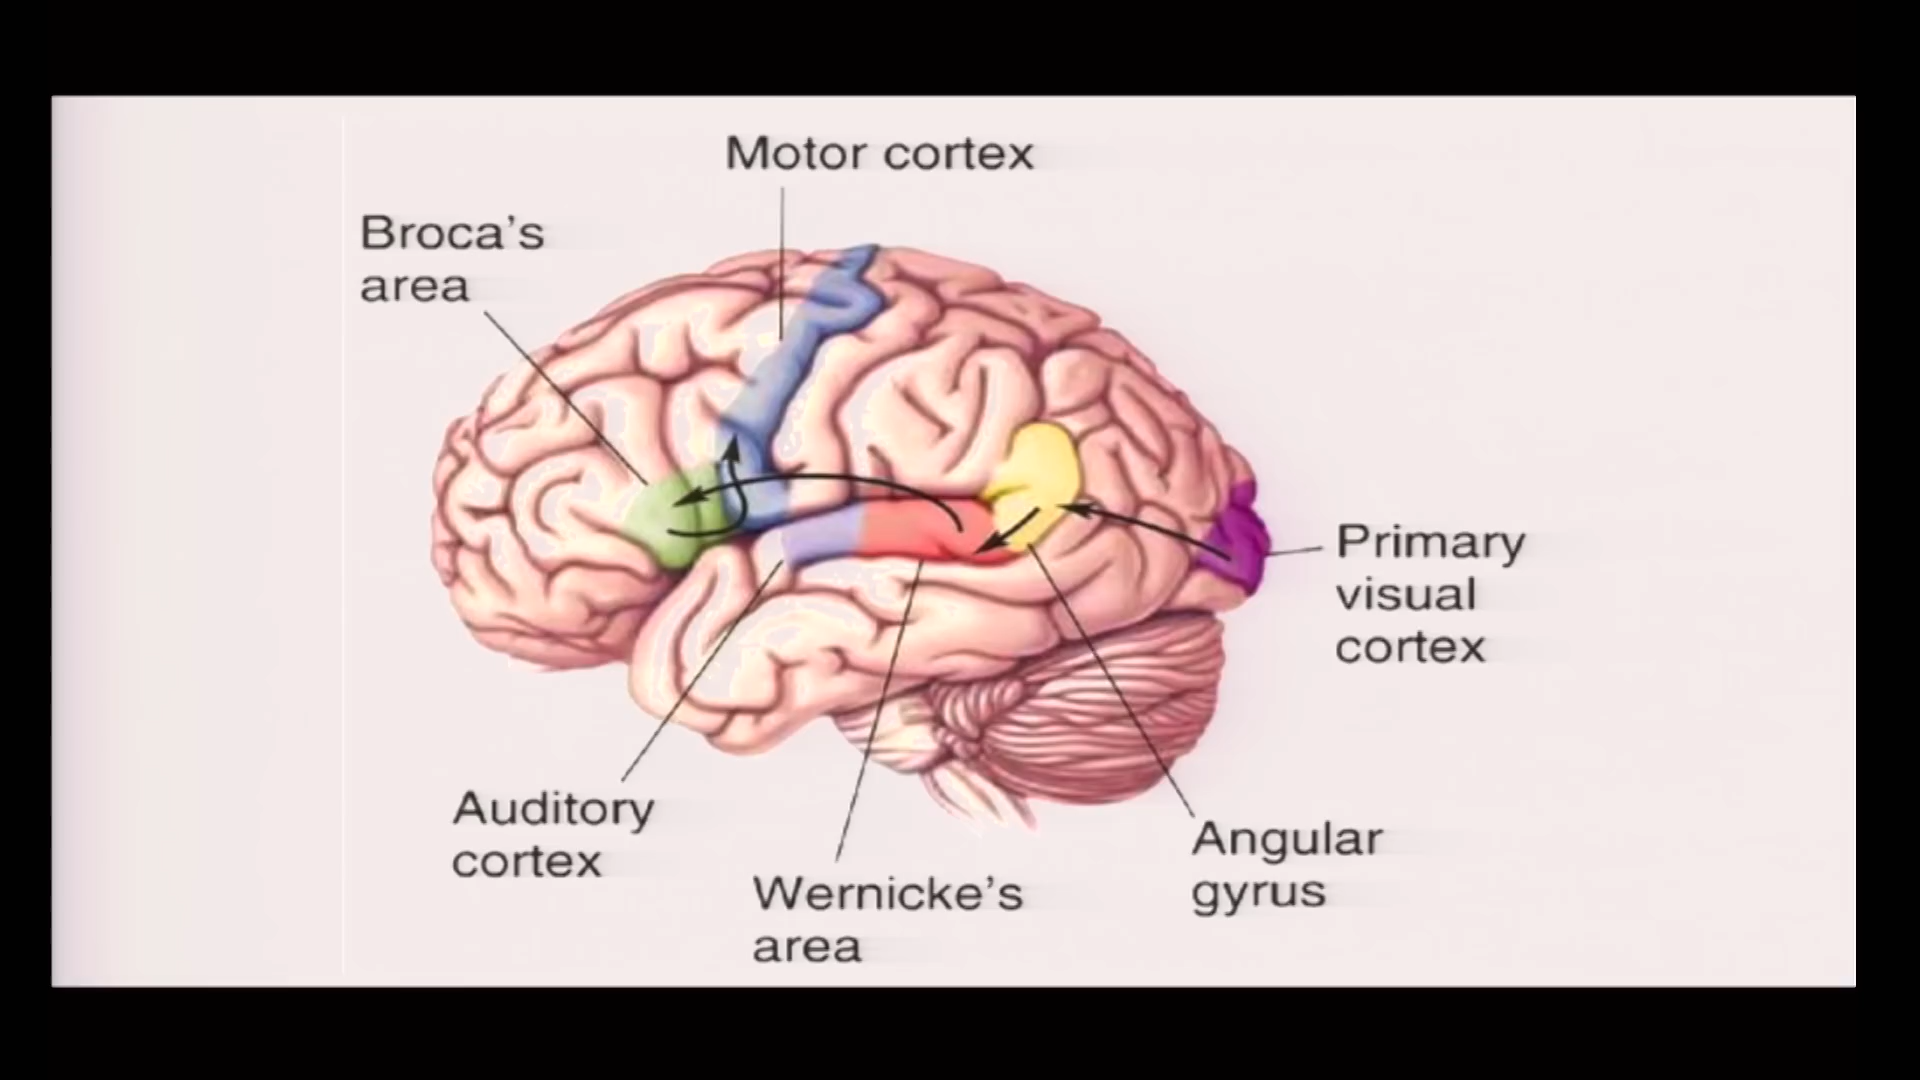 Motor cortex
Broca's
area
Primary
visual
cortex
Auditory
cortex
Angular
gyrus
Wernicke's
area